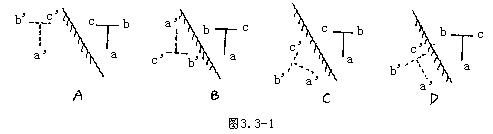 b' c' c b a' a
a' b c c' b' a
c b c' b' a' a
b c c' b' a' a
A B C D
图3.3-1